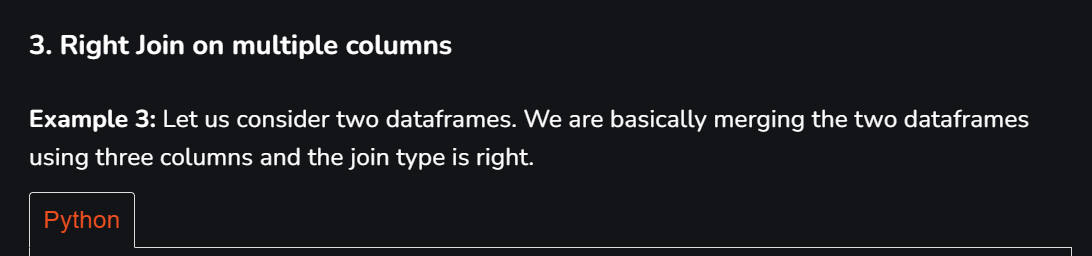 3. Right Join on multiple columns
Example 3: Let us consider two dataframes. We are basically merging the two dataframes
using three columns and the join type is right.
Python